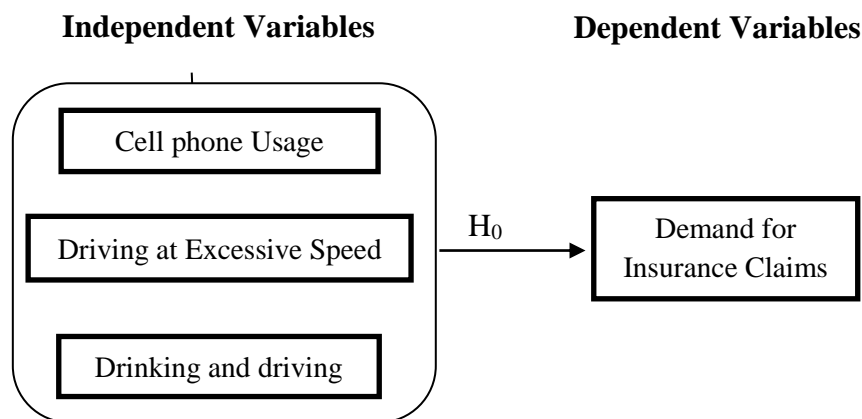 Independent Variables
Dependent Variables
Cell phone Usage
Driving at Excessive Speed
Drinking and driving
H₀
Demand for
Insurance Claims